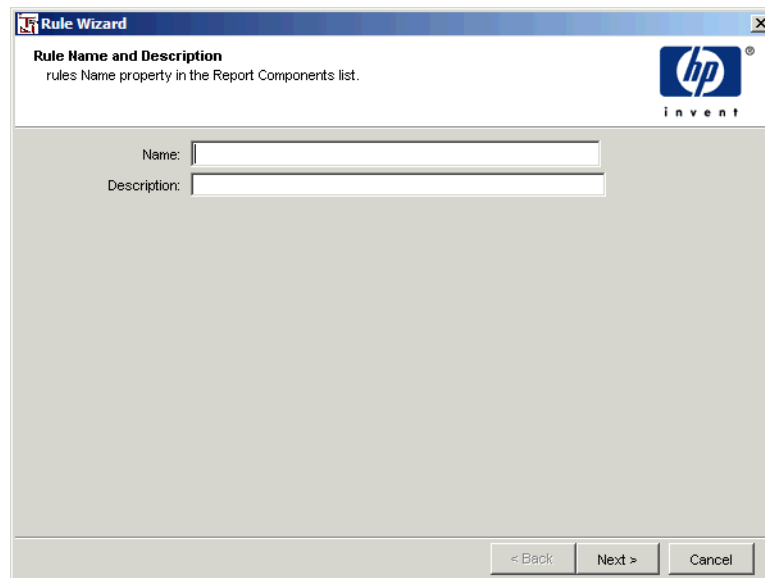 Rule Wizard
Rule Name and Description
rules Name property in the Report Components list.
hp
®
invent
Name:
Description:
< Back
Next >
Cancel